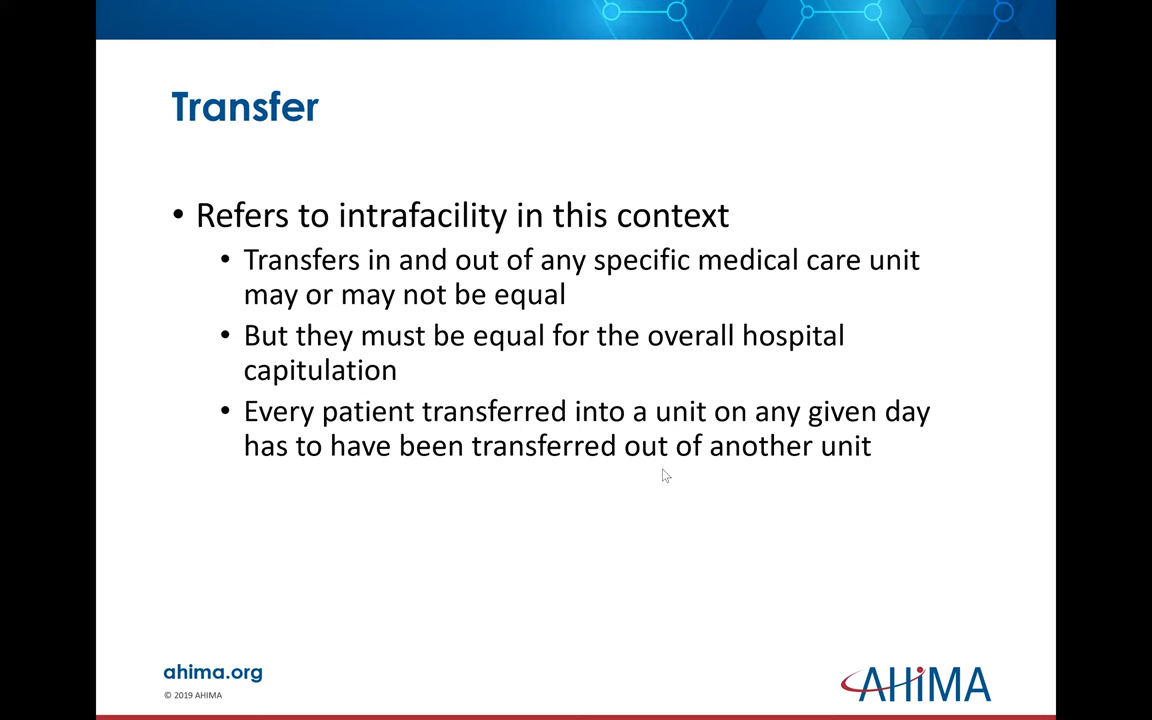 Transfer
• Refers to intrafacility in this context
• Transfers in and out of any specific medical care unit
may or may not be equal
• But they must be equal for the overall hospital
capitulation
• Every patient transferred into a unit on any given day
has to have been transferred out of another unit
ahima.org
© 2019 AHIMA
AHiMA